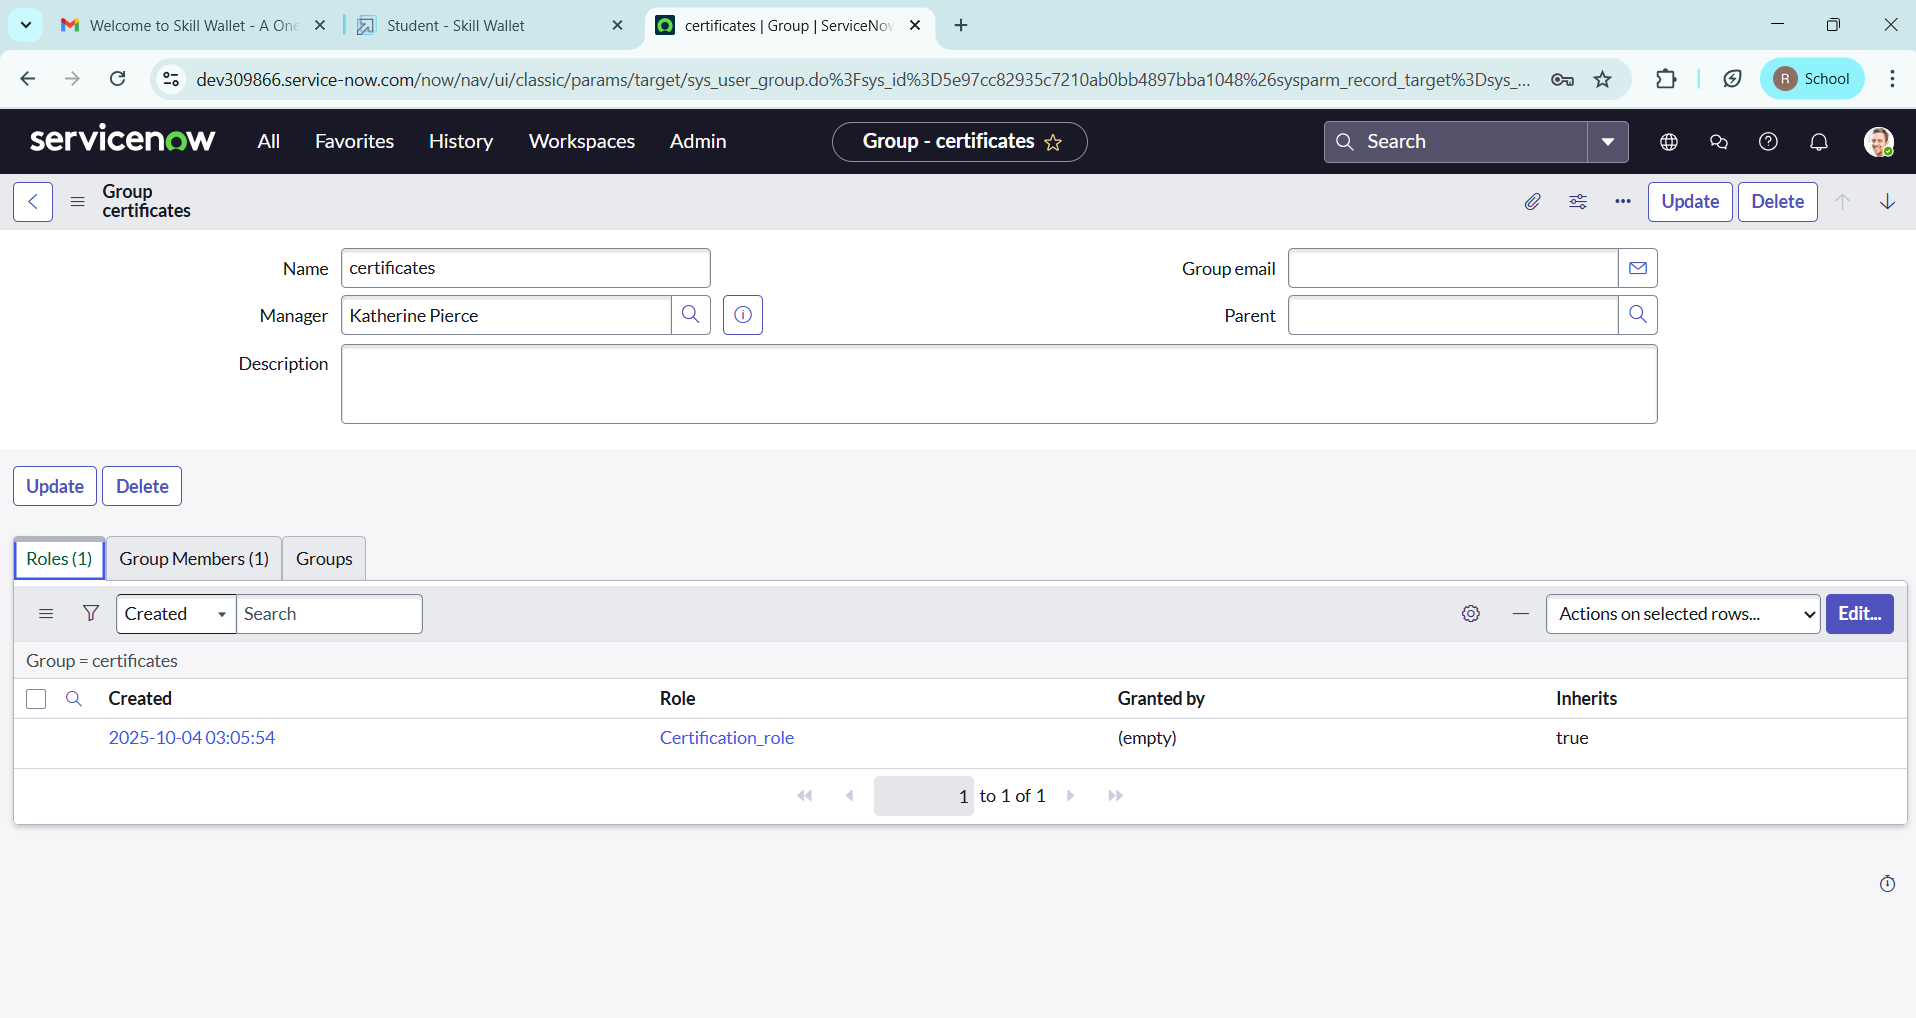 Welcome to Skill Wallet - A One
Student - Skill Wallet
certificates | Group | ServiceNow
dev309866.service-now.com/now/nav/ui/classic/params/target/sys_user_group.do%3Fsys_id%3D5e97cc82935c7210ab0bb4897bba1048%26sysparm_record_target%3Dsys_...
R School
servicenow All Favorites History Workspaces Admin Group - certificates Search
Group
certificates
Update Delete
Name certificates Group email
Manager Katherine Pierce Parent
Description
Update Delete
Roles (1) Group Members (1) Groups
Created Search Actions on selected rows... Edit...
Group = certificates
Created Role Granted by Inherits
2025-10-04 03:05:54 Certification_role (empty) true
1 to 1 of 1